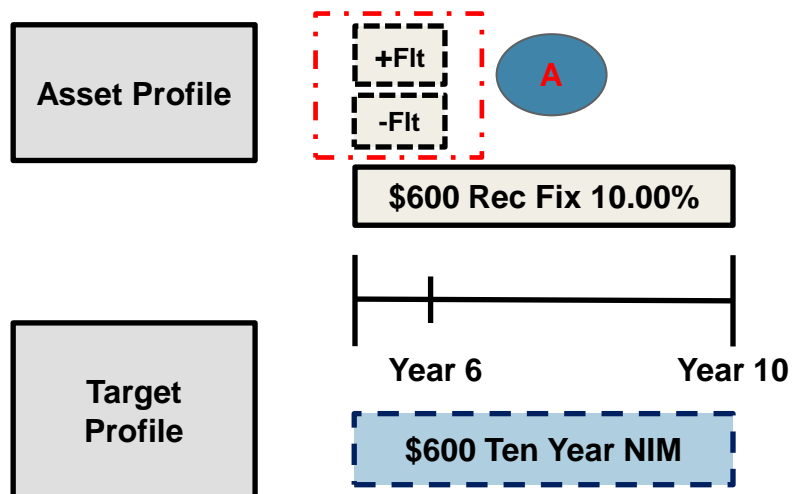 Asset Profile
+Flt
-Flt
A
$600 Rec Fix 10.00%
Year 6
Year 10
Target
Profile
$600 Ten Year NIM